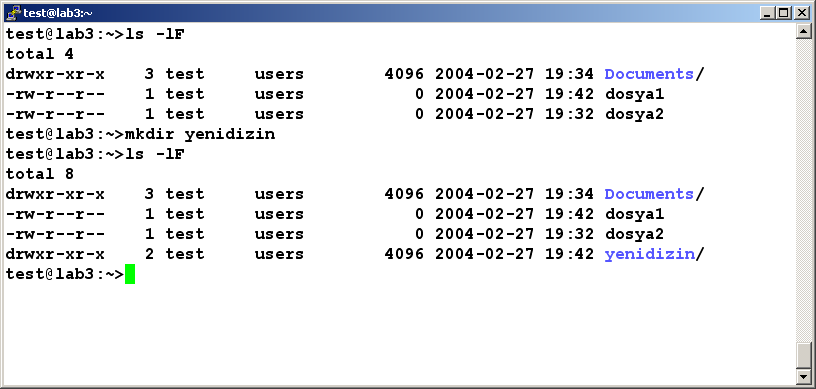 test@lab3:~
test@lab3:~>ls -lF
total 4
drwxr-xr-x    3 test     users        4096 2004-02-27 19:34 Documents/
-rw-r--r--    1 test     users           0 2004-02-27 19:42 dosya1
-rw-r--r--    1 test     users           0 2004-02-27 19:32 dosya2
test@lab3:~>mkdir yenidizin
test@lab3:~>ls -lF
total 8
drwxr-xr-x    3 test     users        4096 2004-02-27 19:34 Documents/
-rw-r--r--    1 test     users           0 2004-02-27 19:42 dosya1
-rw-r--r--    1 test     users           0 2004-02-27 19:32 dosya2
drwxr-xr-x    2 test     users        4096 2004-02-27 19:42 yenidizin/
test@lab3:~>